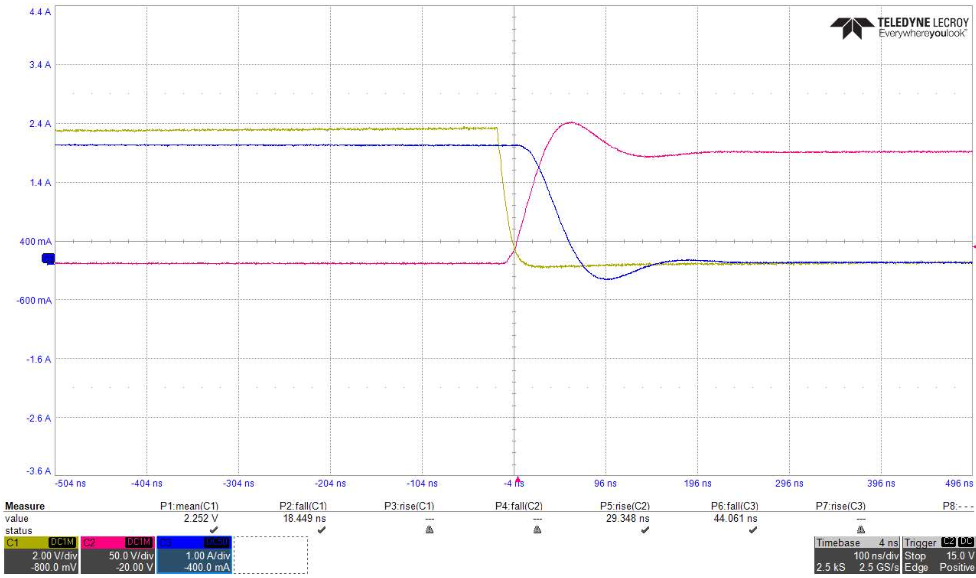 4.4 A
TELEDYNE LECROY
Everywhereyoulook™
3.4 A
2.4 A
1.4 A
400 mA
-600 mA
-1.6 A
-2.6 A
-3.6 A
-504 ns -404 ns -304 ns -204 ns -104 ns -4 ns 96 ns 196 ns 296 ns 396 ns 496 ns
Measure P1:mean(C1) P2:fall(C1) P3:rise(C1) P4:fall(C2) P5:rise(C2) P6:fall(C3) P7:rise(C3) P8:- - -
value 2.252 V 18.449 ns --- --- 29.348 ns 44.061 ns ---
status
C1 DC1M C2 DC1M Timebase 4 ns Trigger C2 DC
2.00 V/div 50.0 V/div 1.00 A/div 100 ns/div Stop 15.0 V
-800.0 mV -20.00 V -400.0 mA 2.5 kS 2.5 GS/s Edge Positive